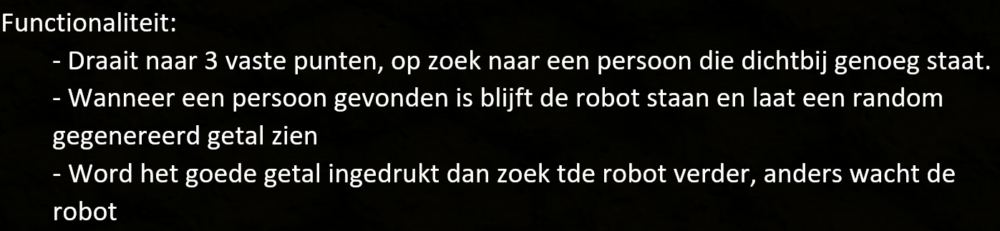 Functionaliteit:
- Draait naar 3 vaste punten, op zoek naar een persoon die dichtbij genoeg staat.
- Wanneer een persoon gevonden is blijft de robot staan en laat een random
gegenereerd getal zien
- Word het goede getal ingedrukt dan zoek tde robot verder, anders wacht de
robot